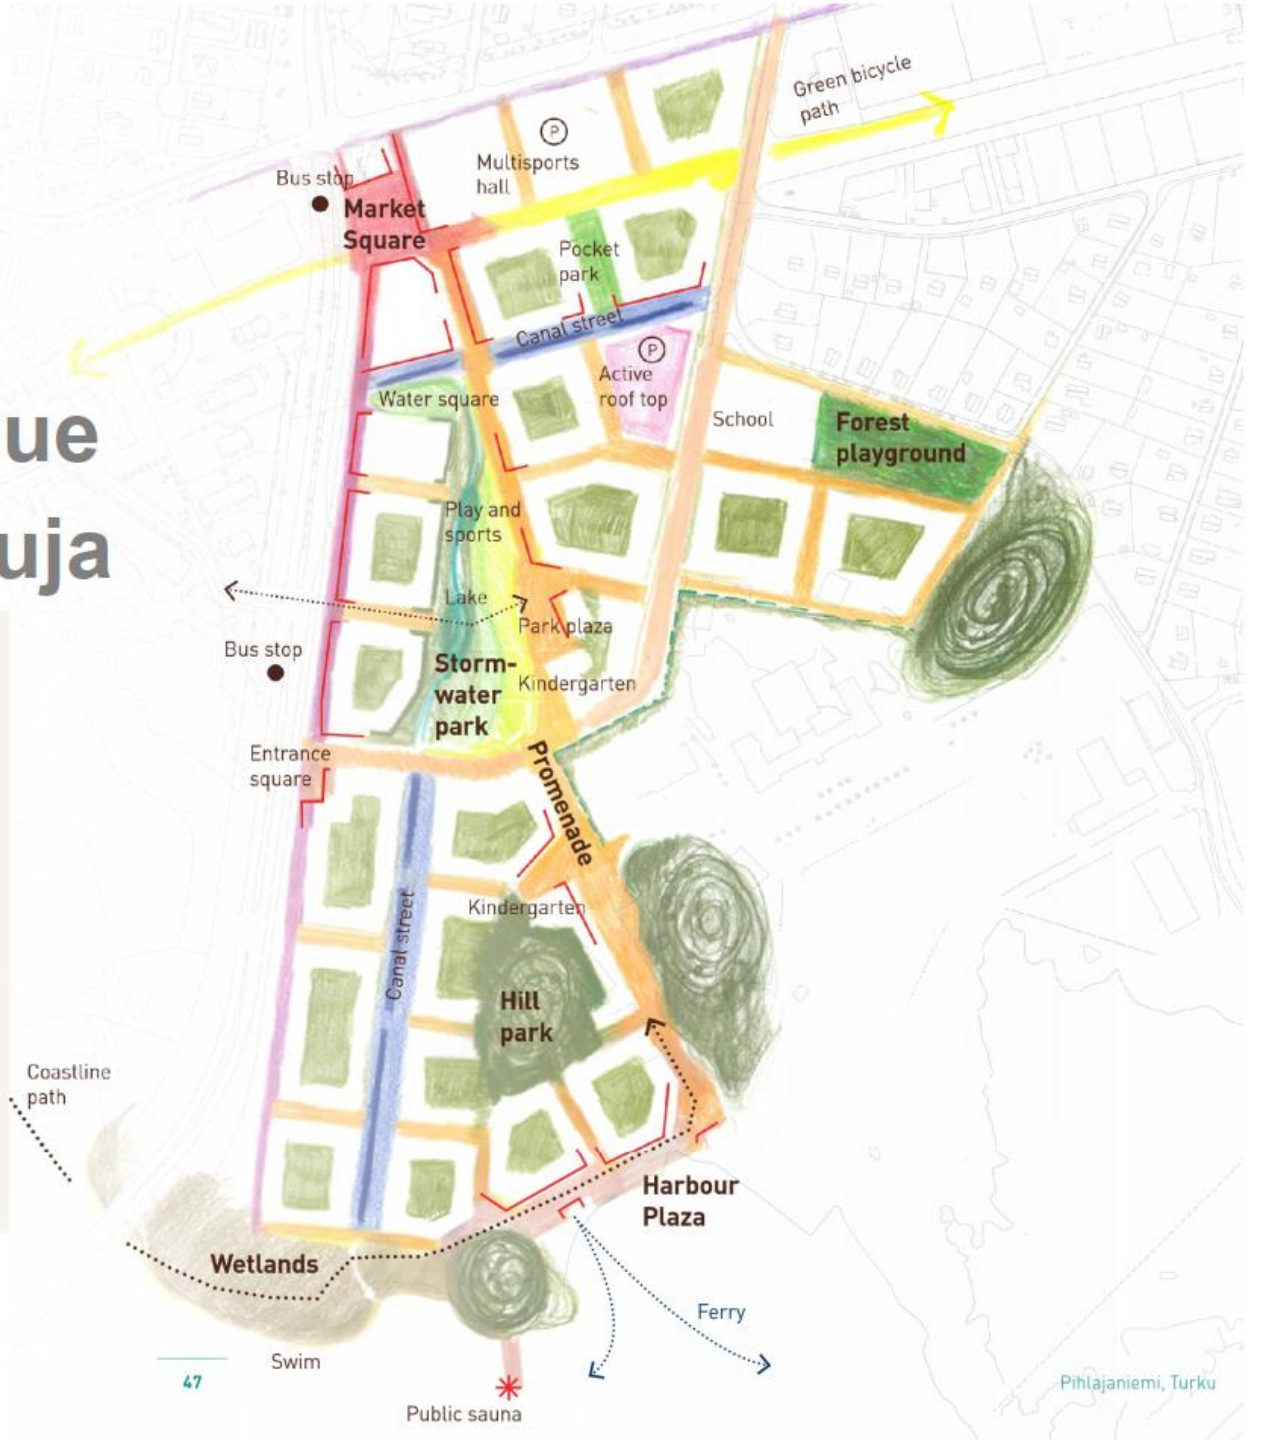 Green bicycle
path
P
Multisports
hall
Bus stop
Market
Square
Pocket
park
Canal street
P
Active
roof top
Water square
School
Forest
playground
ue
uja
Play and
sports
Lake
Park plaza
Bus stop
Storm-
water
park
Kindergarten
Entrance
square
Promenade
Kindergarten
Canal street
Hill
park
Coastline
path
Harbour
Plaza
Wetlands
Ferry
Swim
47
Pihlajaniemi, Turku
Public sauna